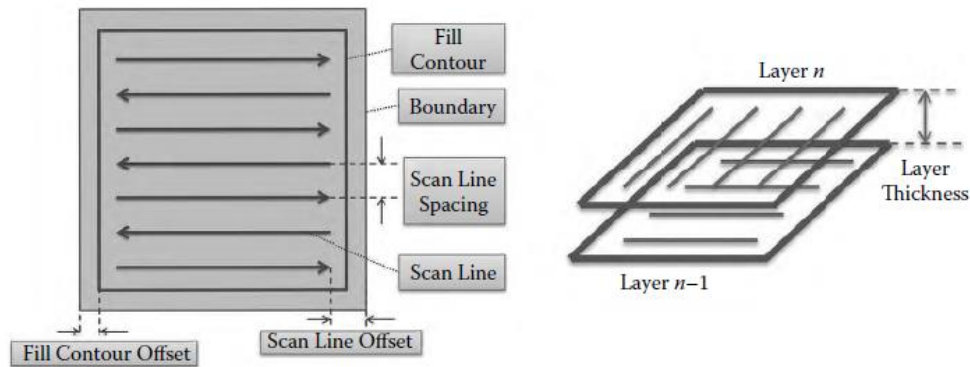 Fill
Contour
Boundary
Scan Line
Spacing
Scan Line
Scan Line Offset
Fill Contour Offset
Layer n
Layer
Thickness
Layer n–1